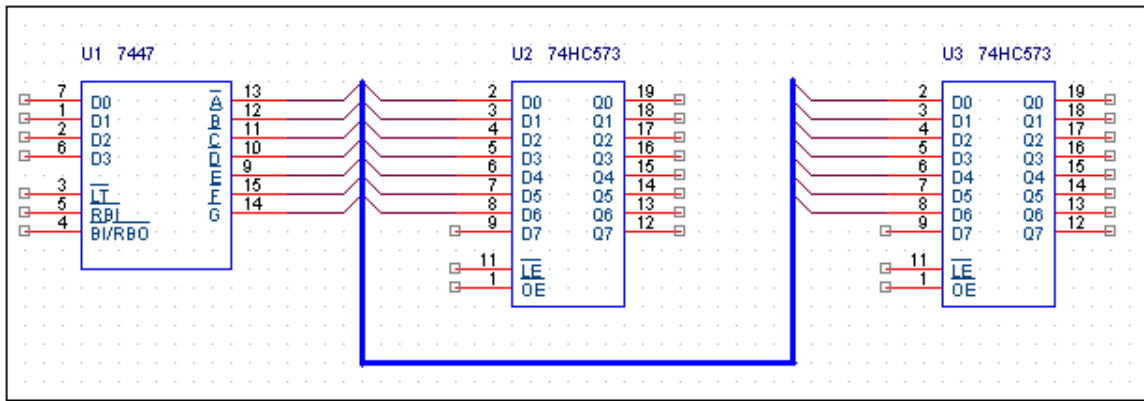 U1 7447
7 D0
1 D1
2 D2
6 D3
3 LT
5 RBI
4 BI/RBO
13 A
12 B
11 C
10 D
9 E
15 F
14 G
U2 74HC573
2 D0
3 D1
4 D2
5 D3
6 D4
7 D5
8 D6
9 D7
11 LE
1 OE
Q0 19
Q1 18
Q2 17
Q3 16
Q4 15
Q5 14
Q6 13
Q7 12
U3 74HC573
2 D0
3 D1
4 D2
5 D3
6 D4
7 D5
8 D6
9 D7
11 LE
1 OE
Q0 19
Q1 18
Q2 17
Q3 16
Q4 15
Q5 14
Q6 13
Q7 12